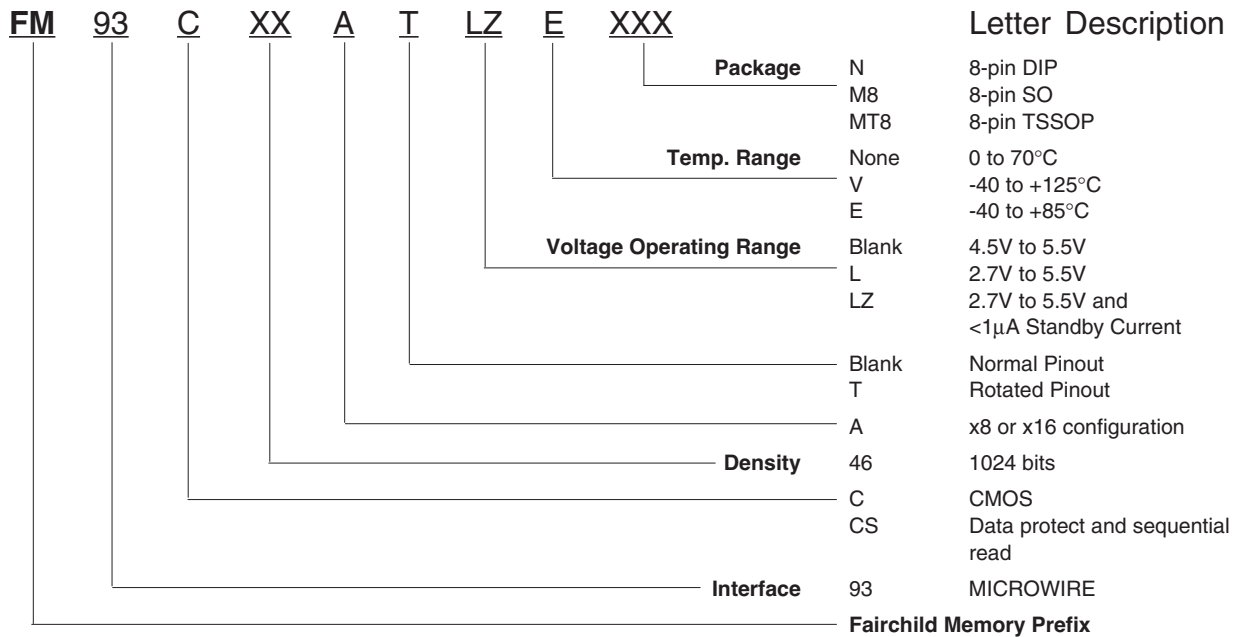 FM 93 C XX A T LZ E XXX Letter Description
Package N 8-pin DIP
M8 8-pin SO
MT8 8-pin TSSOP
Temp. Range None 0 to 70°C
V -40 to +125°C
E -40 to +85°C
Voltage Operating Range Blank 4.5V to 5.5V
L 2.7V to 5.5V
LZ 2.7V to 5.5V and
<1μA Standby Current
Blank Normal Pinout
T Rotated Pinout
A x8 or x16 configuration
Density 46 1024 bits
C CMOS
CS Data protect and sequential
read
Interface 93 MICROWIRE
Fairchild Memory Prefix